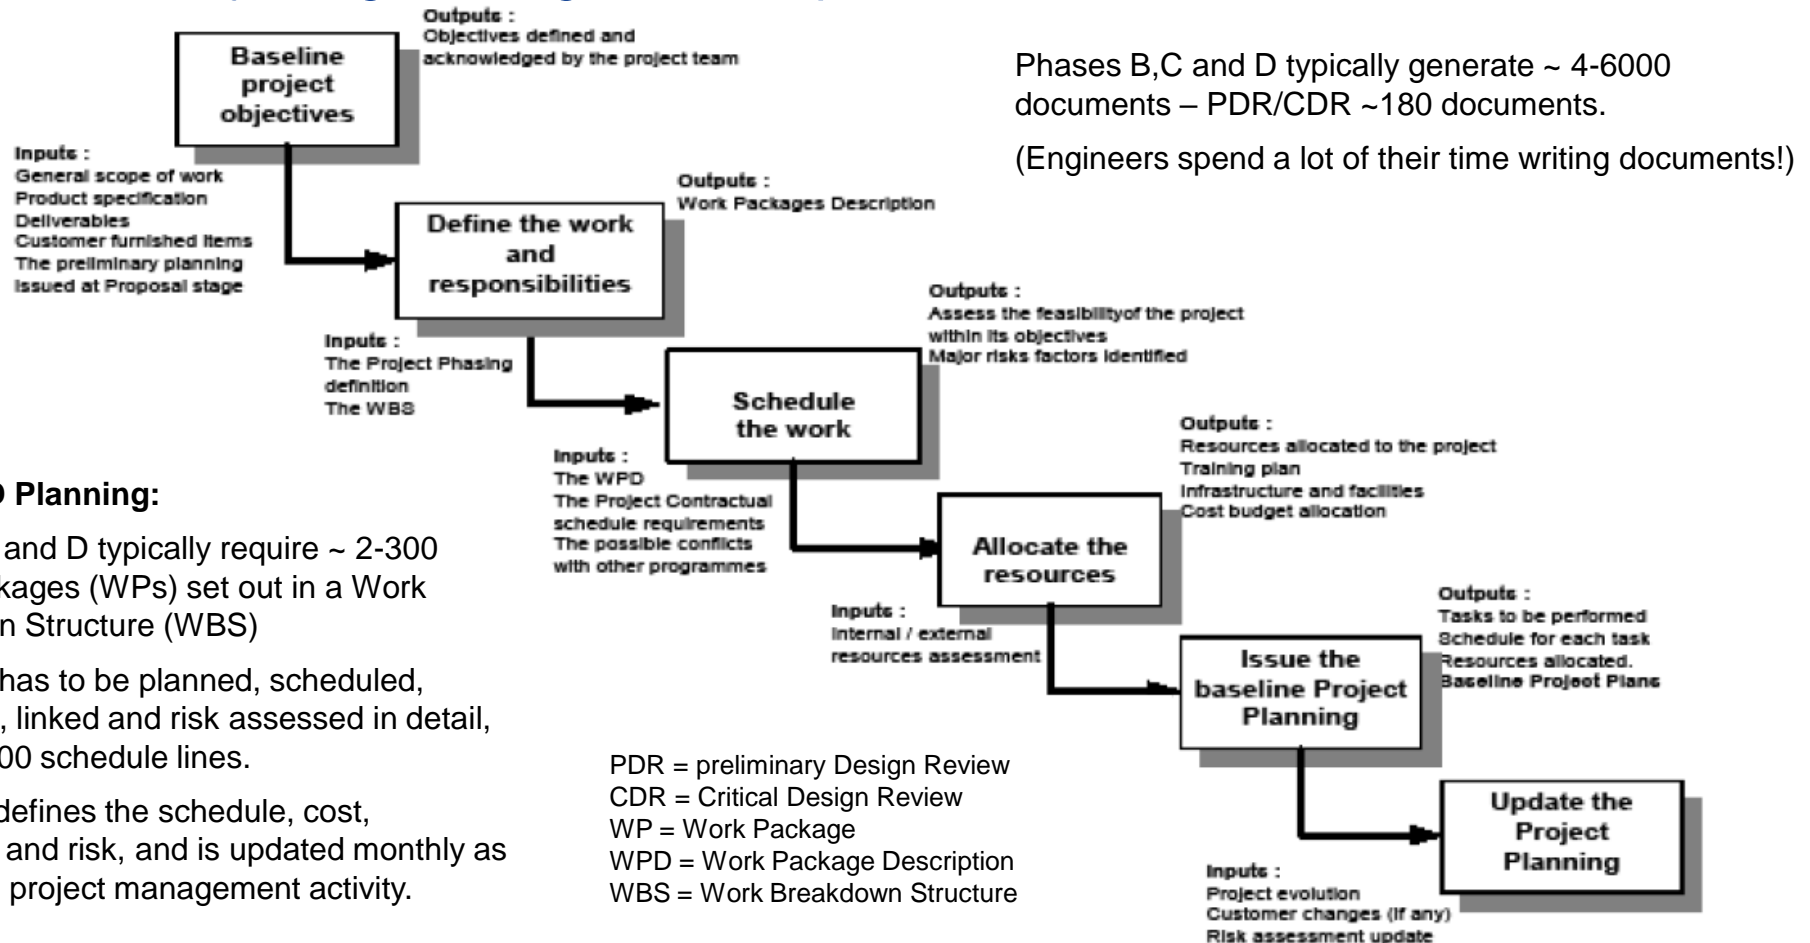 Outputs :
Objectives defined and
acknowledged by the project team
Baseline
project
objectives
Phases B,C and D typically generate ~ 4-6000
documents – PDR/CDR ~180 documents.
(Engineers spend a lot of their time writing documents!)
Inputs :
General scope of work
Product specification
Deliverables
Customer furnished items
The preliminary planning
issued at Proposal stage
Outputs :
Work Packages Description
Define the work
and
responsibilities
Inputs :
The Project Phasing
definition
The WBS
Outputs :
Assess the feasibilityof the project
within its objectives
Major risks factors identified
Schedule
the work
Inputs :
The WPD
The Project Contractual
schedule requirements
The possible conflicts
with other programmes
Outputs :
Resources allocated to the project
Training plan
Infrastructure and facilities
Cost budget allocation
Allocate the
resources
Inputs :
Internal / external
resources assessment
Outputs :
Tasks to be performed
Schedule for each task
Resources allocated.
Baseline Project Plans
Issue the
baseline Project
Planning
Update the
Project
Planning
Inputs :
Project evolution
Customer changes (if any)
Risk assessment update
Planning:
and D typically require ~ 2-300
kages (WPs) set out in a Work
n Structure (WBS)
has to be planned, scheduled,
, linked and risk assessed in detail,
00 schedule lines.
defines the schedule, cost,
and risk, and is updated monthly as
project management activity.
PDR = preliminary Design Review
CDR = Critical Design Review
WP = Work Package
WPD = Work Package Description
WBS = Work Breakdown Structure